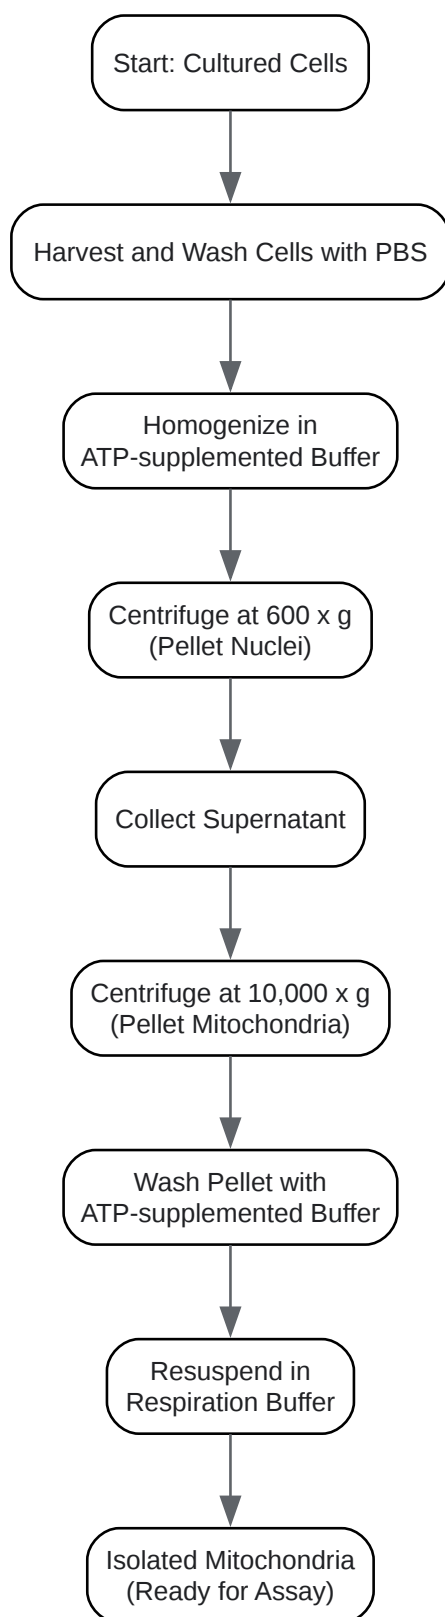 Start: Cultured Cells
Harvest and Wash Cells with PBS
Homogenize in
ATP-supplemented Buffer
Centrifuge at 600 x g
(Pellet Nuclei)
Collect Supernatant
Centrifuge at 10,000 x g
(Pellet Mitochondria)
Wash Pellet with
ATP-supplemented Buffer
Resuspend in
Respiration Buffer
Isolated Mitochondria
(Ready for Assay)